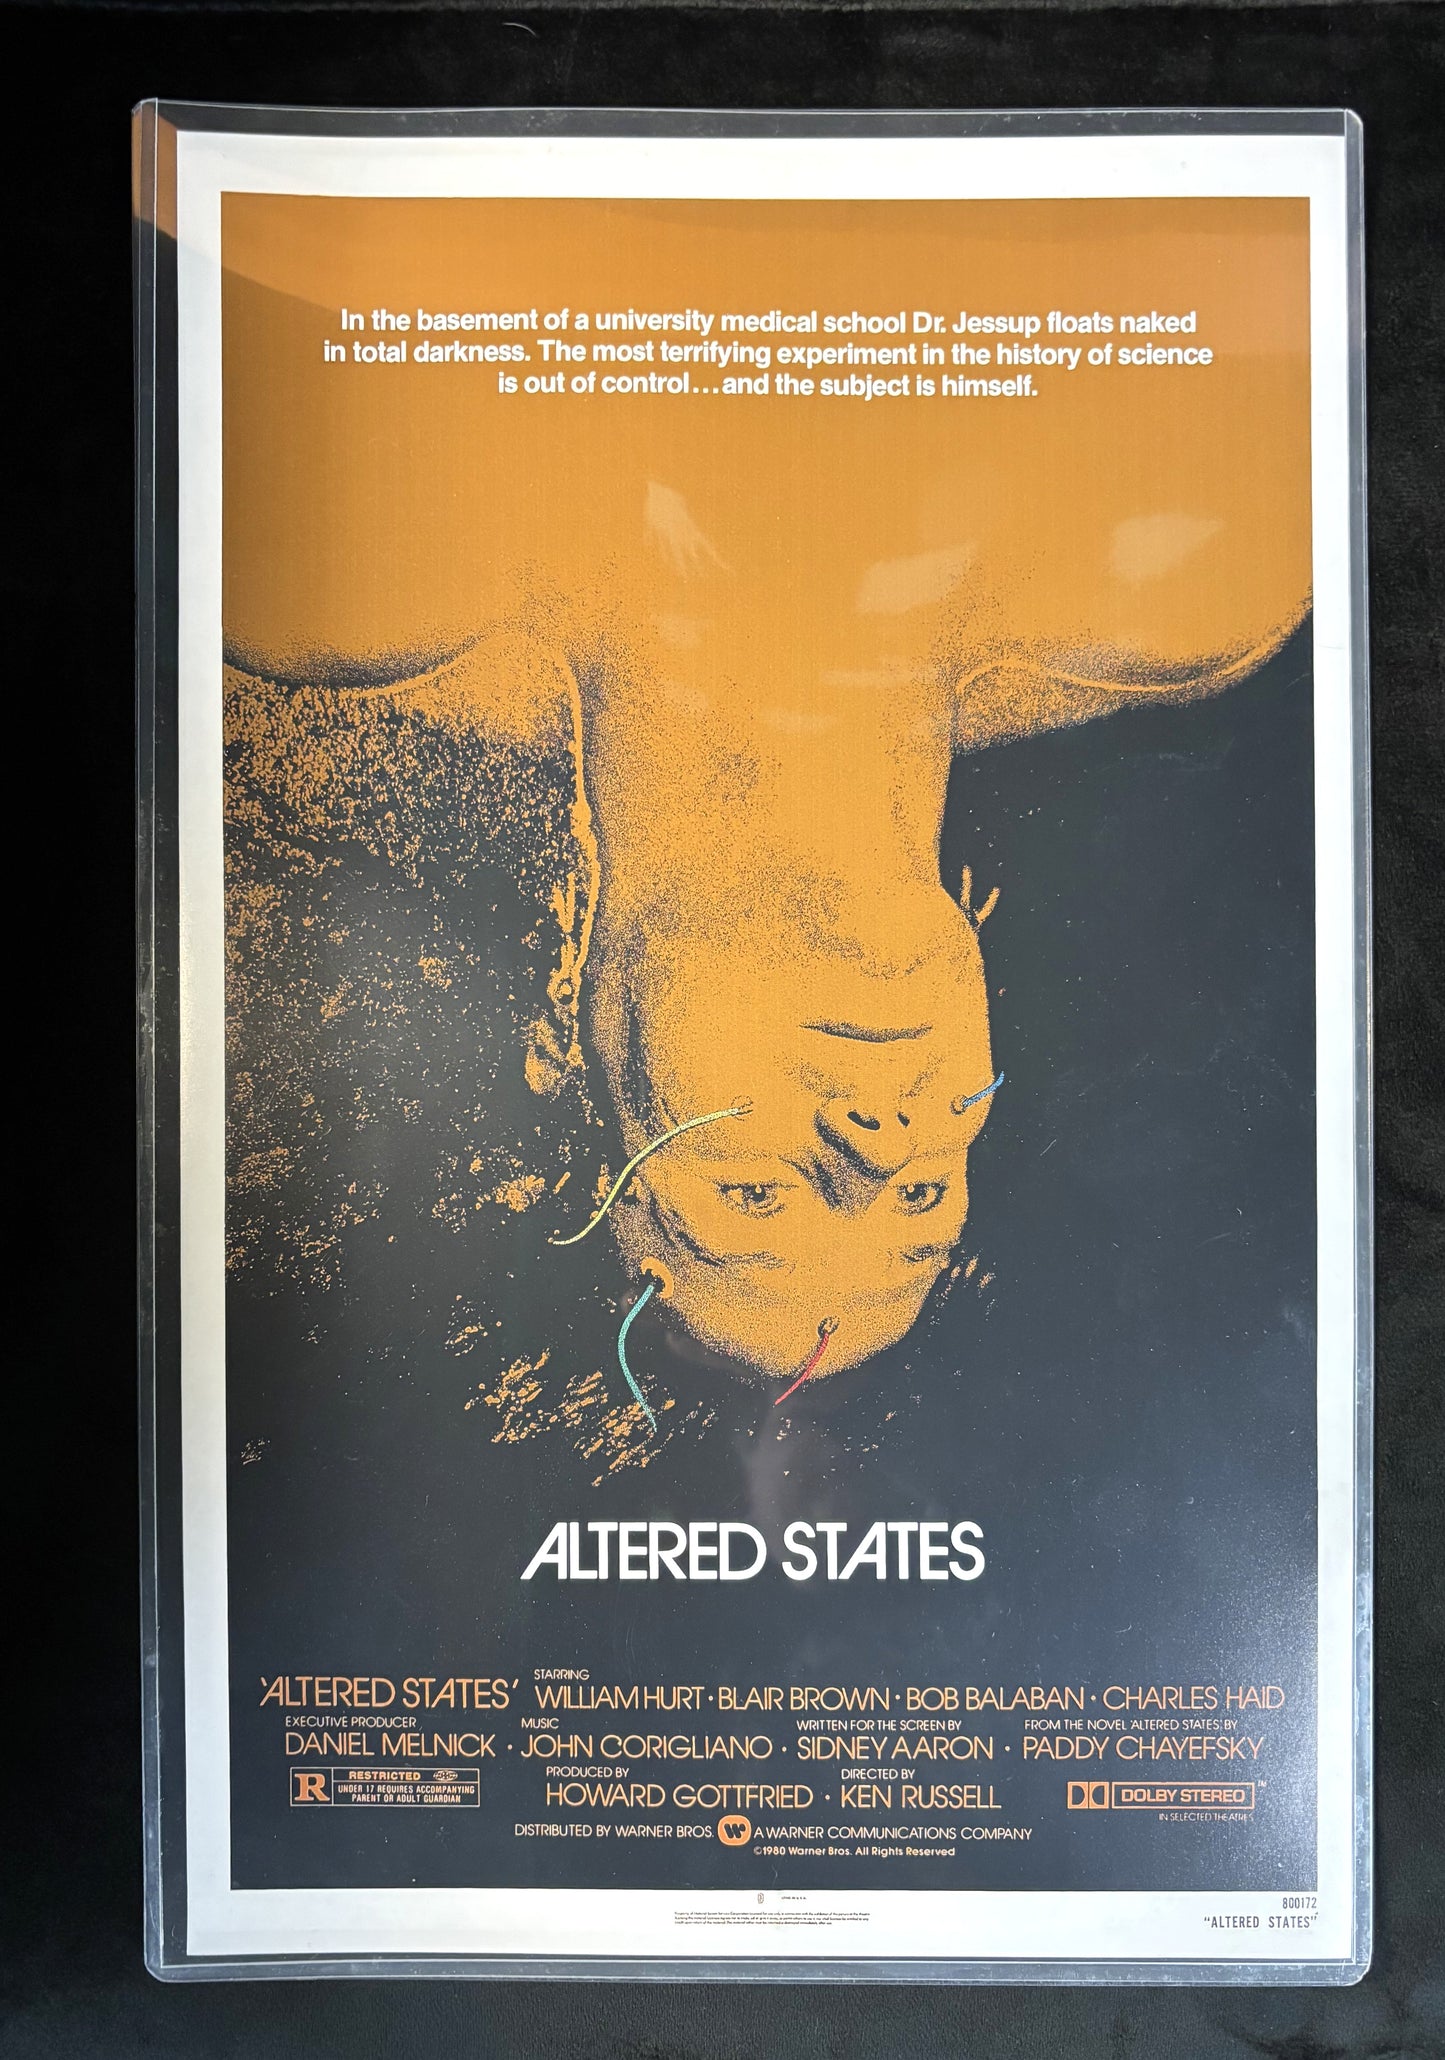 In the basement of a university medical school Dr. Jessup floats naked
in total darkness. The most terrifying experiment in the history of science
is out of control...and the subject is himself.
ALTERED STATES
'ALTERED STATES' STARRING WILLIAM HURT • BLAIR BROWN • BOB BALABAN • CHARLES HAID
EXECUTIVE PRODUCER MUSIC WRITTEN FOR THE SCREEN BY FROM THE NOVEL 'ALTERED STATES' BY
DANIEL MELNICK • JOHN CORIGLIANO • SIDNEY AARON • PADDY CHAYEFSKY
PRODUCED BY DIRECTED BY
HOWARD GOTTFRIED • KEN RUSSELL
R RESTRICTED
UNDER 17 REQUIRES ACCOMPANYING
PARENT OR ADULT GUARDIAN
DOLBY STEREO TM
IN SELECTED THEATRES
DISTRIBUTED BY WARNER BROS. A WARNER COMMUNICATIONS COMPANY
©1980 Warner Bros. All Rights Reserved
800172
"ALTERED STATES"